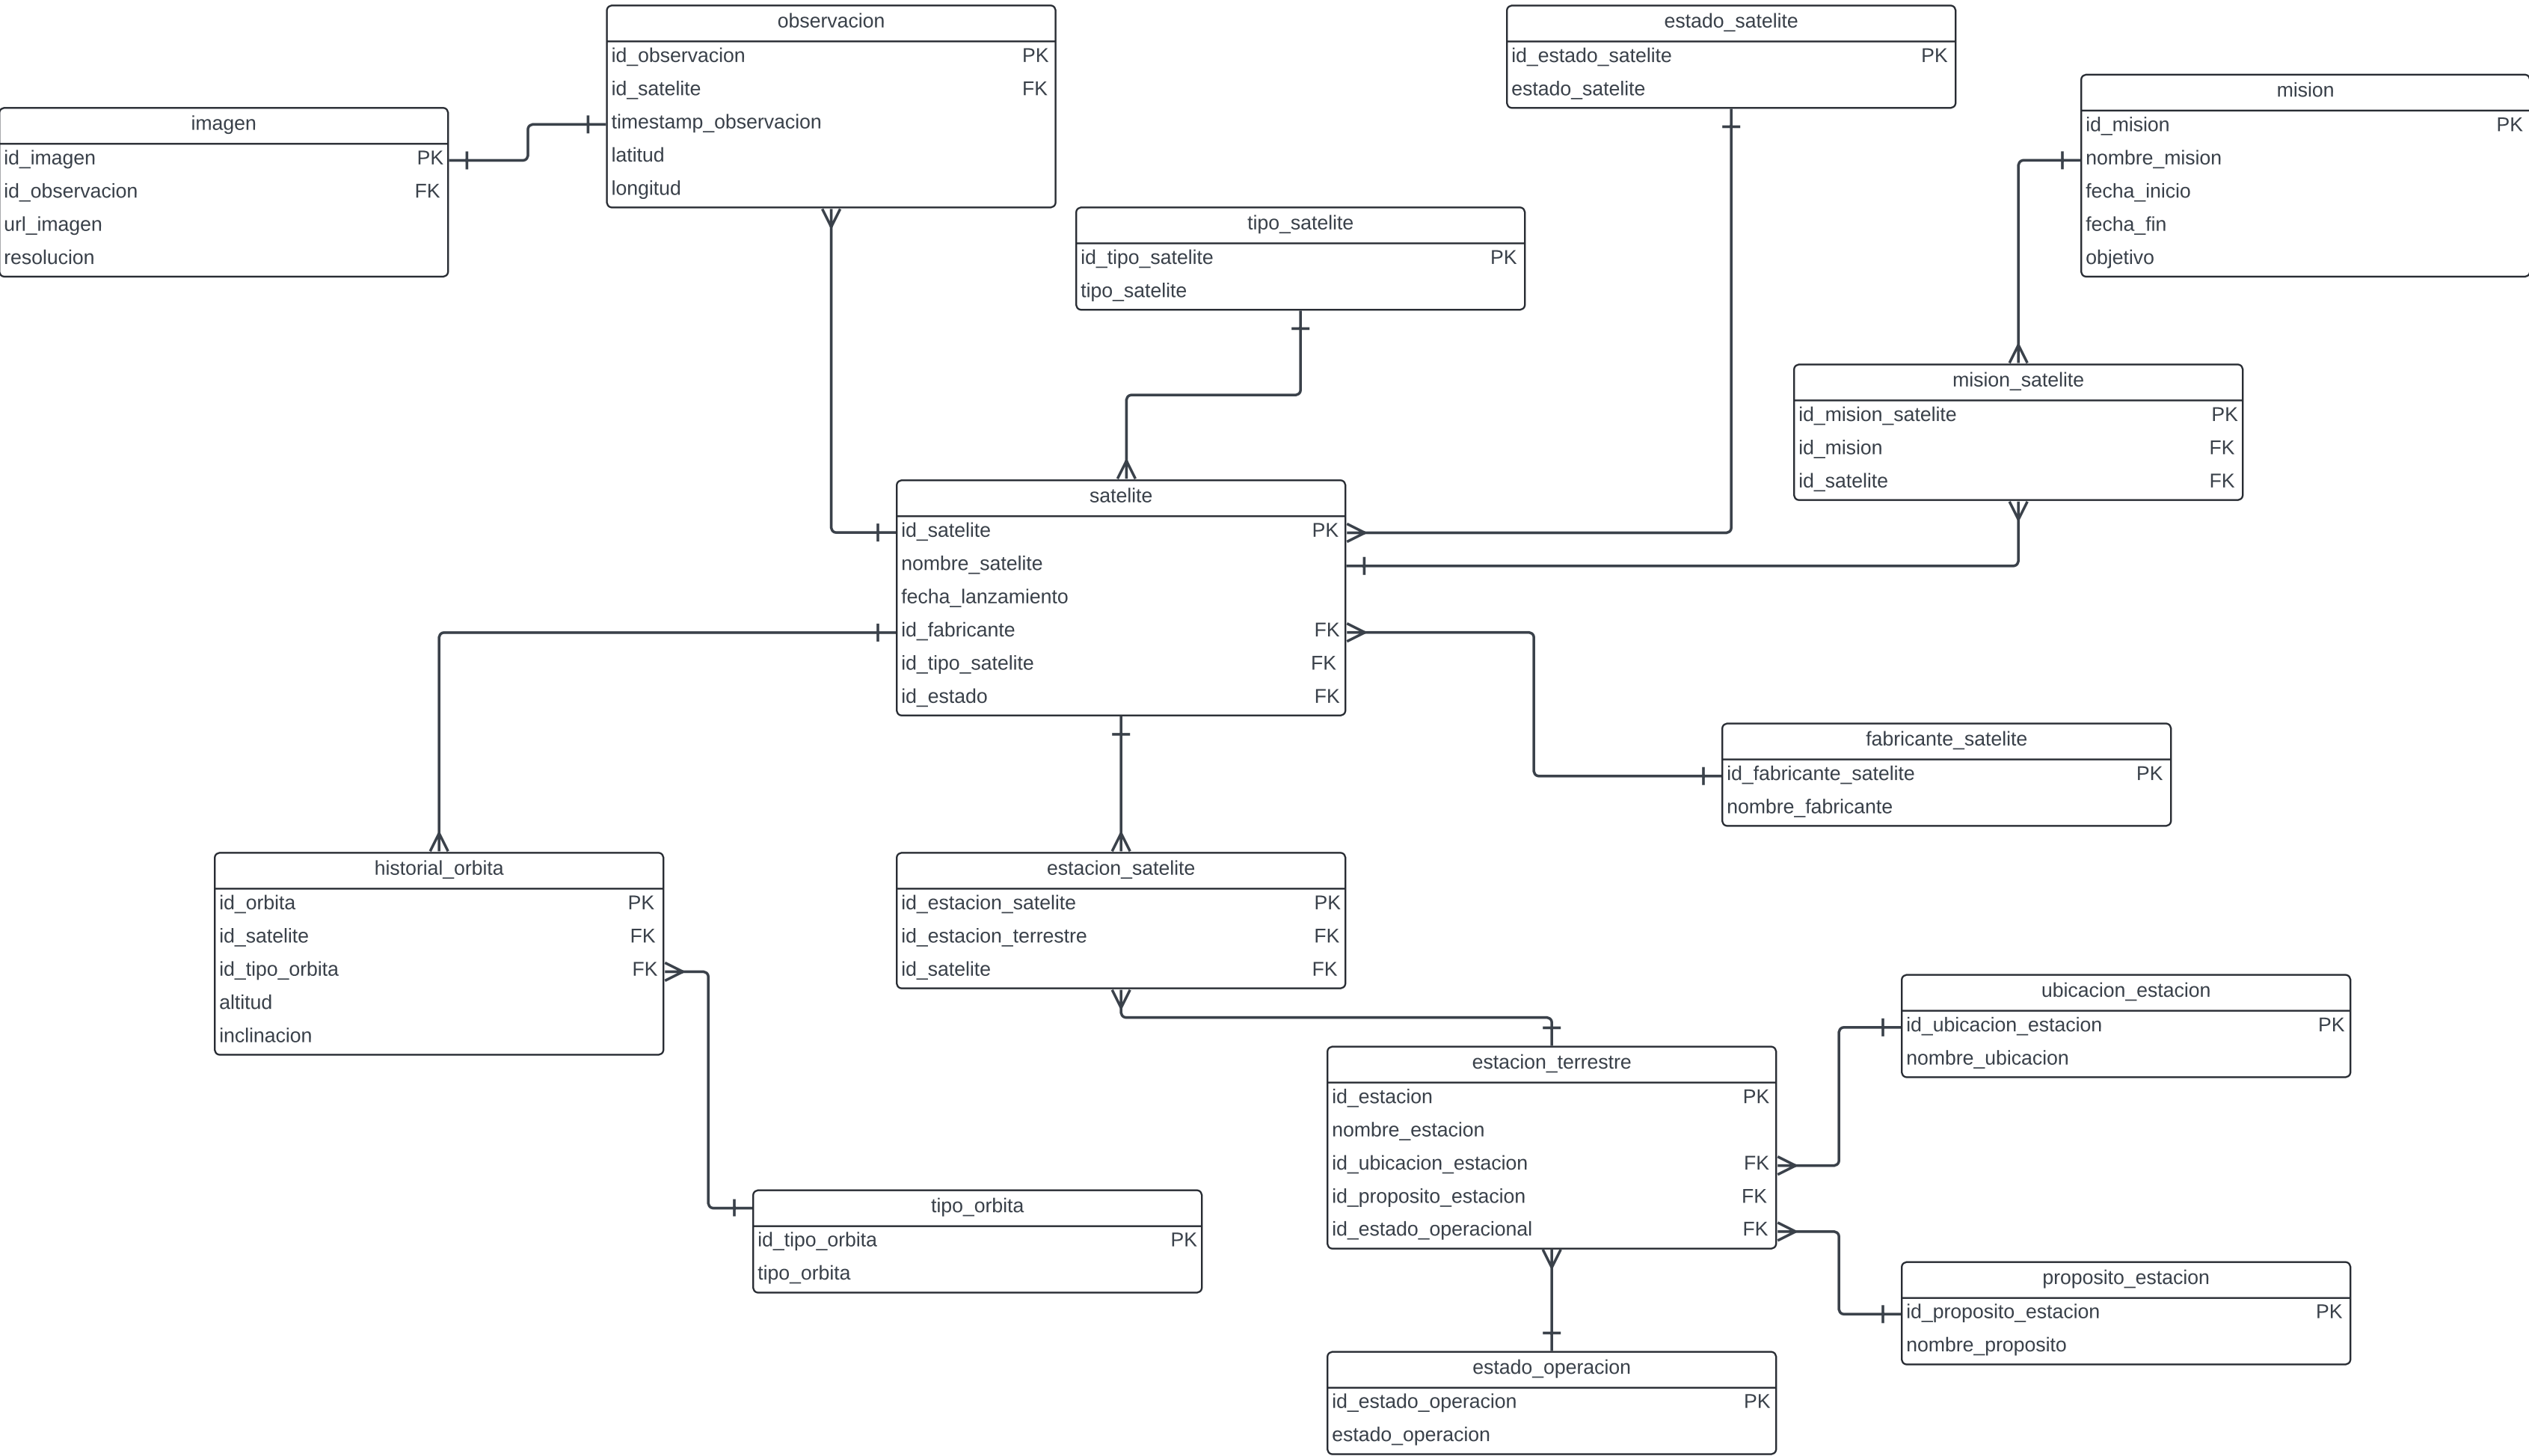 observacion
id_observacion PK
id_satelite FK
timestamp_observacion
latitud
longitud
estado_satelite
id_estado_satelite PK
estado_satelite
mision
id_mision PK
nombre_mision
fecha_inicio
fecha_fin
objetivo
imagen
id_imagen PK
id_observacion FK
url_imagen
resolucion
tipo_satelite
id_tipo_satelite PK
tipo_satelite
mision_satelite
id_mision_satelite PK
id_mision FK
id_satelite FK
satelite
id_satelite PK
nombre_satelite
fecha_lanzamiento
id_fabricante FK
id_tipo_satelite FK
id_estado FK
fabricante_satelite
id_fabricante_satelite PK
nombre_fabricante
historial_orbita
id_orbita PK
id_satelite FK
id_tipo_orbita FK
altitud
inclinacion
estacion_satelite
id_estacion_satelite PK
id_estacion_terrestre FK
id_satelite FK
ubicacion_estacion
id_ubicacion_estacion PK
nombre_ubicacion
estacion_terrestre
id_estacion PK
nombre_estacion
id_ubicacion_estacion FK
id_proposito_estacion FK
id_estado_operacional FK
tipo_orbita
id_tipo_orbita PK
tipo_orbita
proposito_estacion
id_proposito_estacion PK
nombre_proposito
estado_operacion
id_estado_operacion PK
estado_operacion